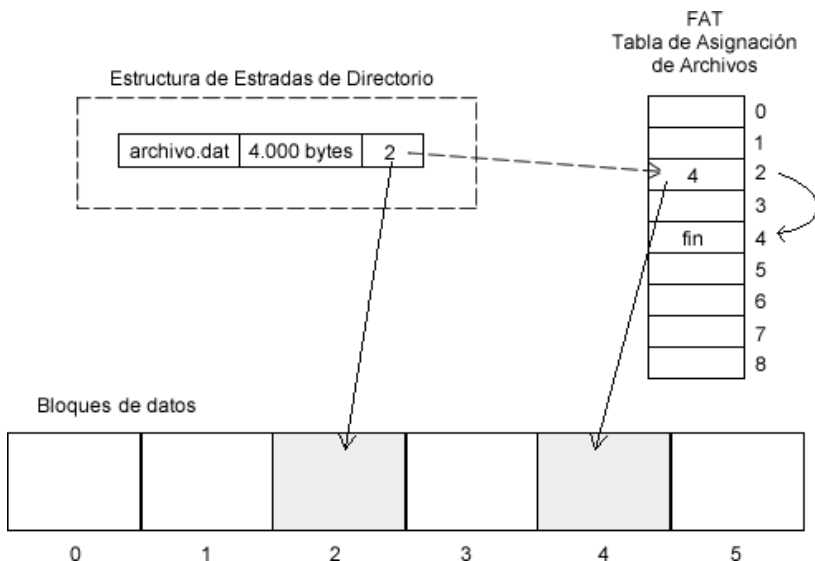 FAT
Tabla de Asignación
de Archivos
Estructura de Estradas de Directorio
archivo.dat 4.000 bytes 2
0
1
4 2
3
fin 4
5
6
7
8
Bloques de datos
0 1 2 3 4 5